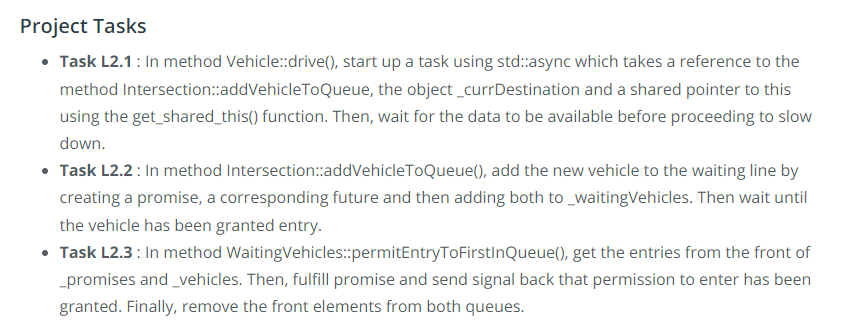 Project Tasks
• Task L2.1 : In method Vehicle::drive(), start up a task using std::async which takes a reference to the
method Intersection::addVehicleToQueue, the object _currDestination and a shared pointer to this
using the get_shared_this() function. Then, wait for the data to be available before proceeding to slow
down.
• Task L2.2 : In method Intersection::addVehicleToQueue(), add the new vehicle to the waiting line by
creating a promise, a corresponding future and then adding both to _waitingVehicles. Then wait until
the vehicle has been granted entry.
• Task L2.3 : In method WaitingVehicles::permitEntryToFirstInQueue(), get the entries from the front of
_promises and _vehicles. Then, fulfill promise and send signal back that permission to enter has been
granted. Finally, remove the front elements from both queues.